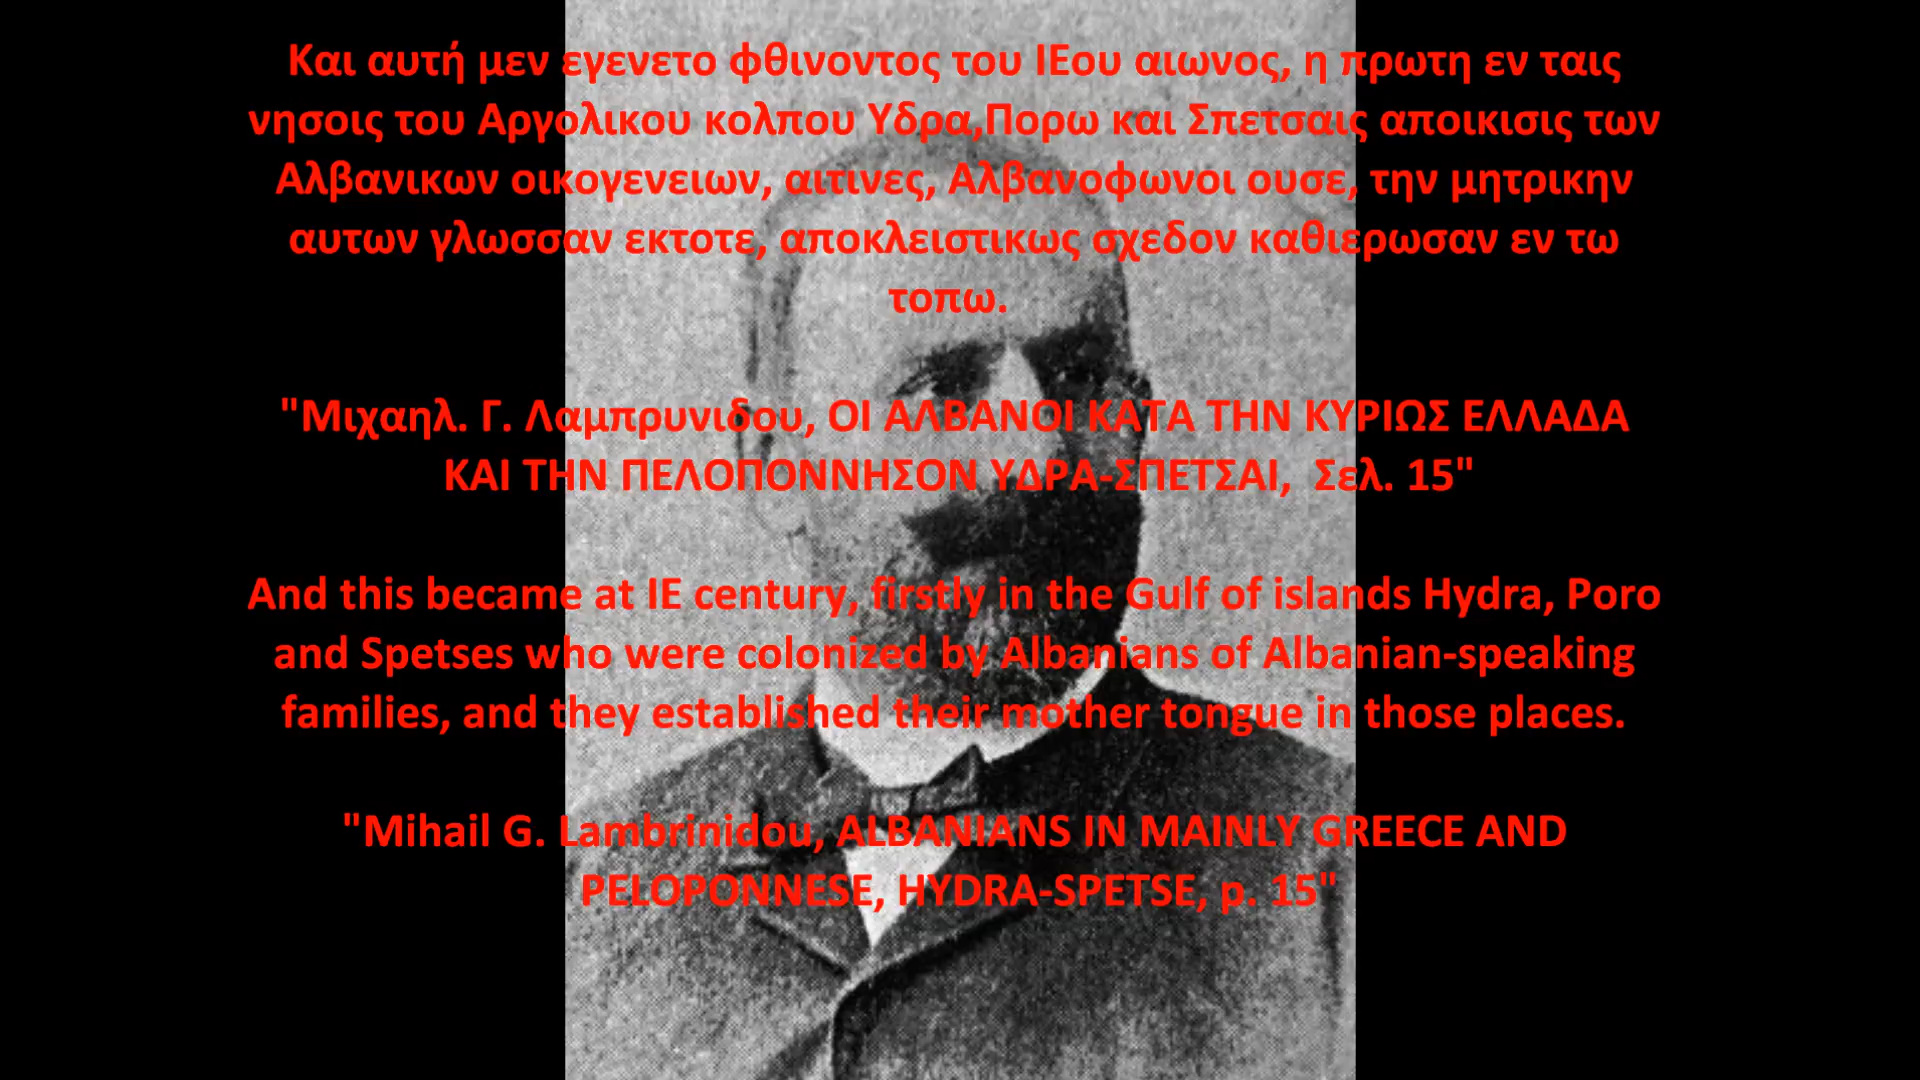 Και αυτή μεν εγενετο φθινοντος του ΙΕου αιωνος, η πρωτη εν ταις
νησοις του Αργολικου κολπου Υδρα,Πορω και Σπετσαις αποικισις των
Αλβανικων οικογενειων, αιτινες, Αλβανοφωνοι ουσε, την μητρικην
αυτων γλωσσαν εκτοτε, αποκλειστικως σχεδον καθιερωσαν εν τω
τοπω.
"Μιχαηλ. Γ. Λαμπρυνιδου, ΟΙ ΑΛΒΑΝΟΙ ΚΑΤΑ ΤΗΝ ΚΥΡΙΩΣ ΕΛΛΑΔΑ
ΚΑΙ ΤΗΝ ΠΕΛΟΠΟΝΝΗΣΟΝ ΥΔΡΑ-ΣΠΕΤΣΑΙ, Σελ. 15"
And this became at IE century, firstly in the Gulf of islands Hydra, Poro
and Spetses who were colonized by Albanians of Albanian-speaking
families, and they established their mother tongue in those places.
"Mihail G. Lambrinidou, ALBANIANS IN MAINLY GREECE AND
PELOPONNESE, HYDRA-SPETSE, p. 15"